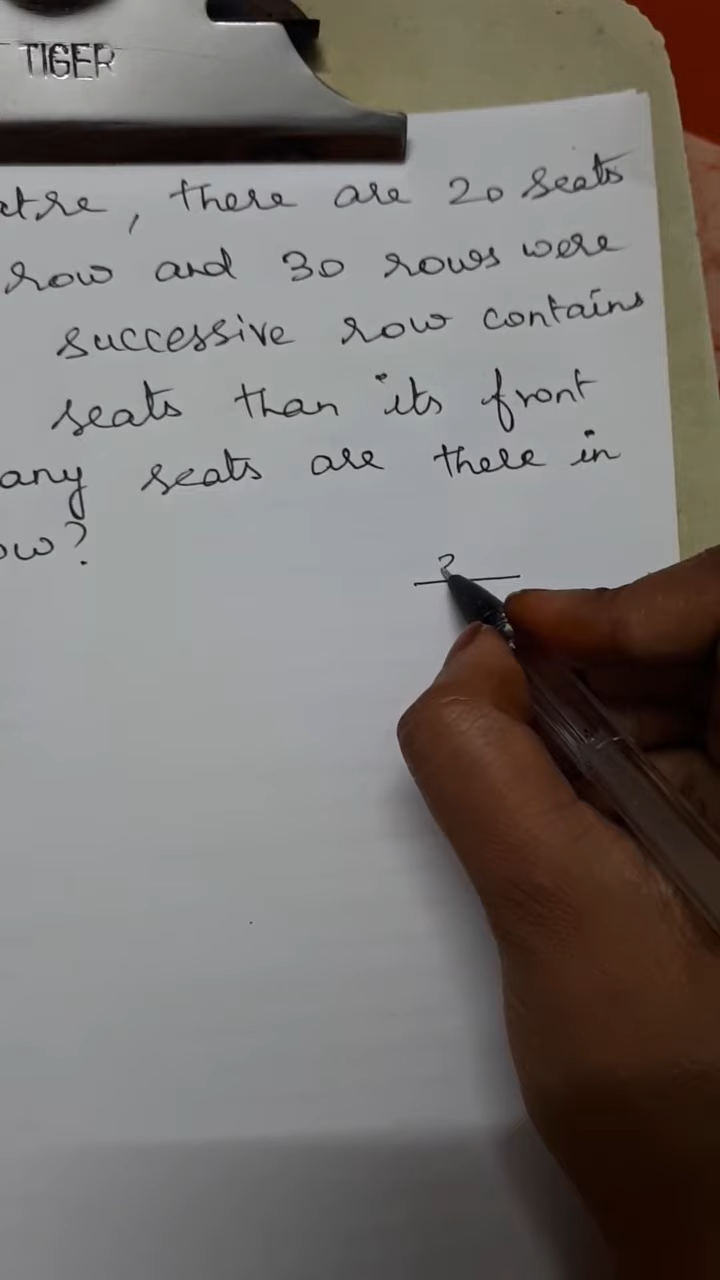 TIGER
, there are 20 seats
row and 30 rows were
successive row contains
seats than its front
any seats are there in
ow?
2